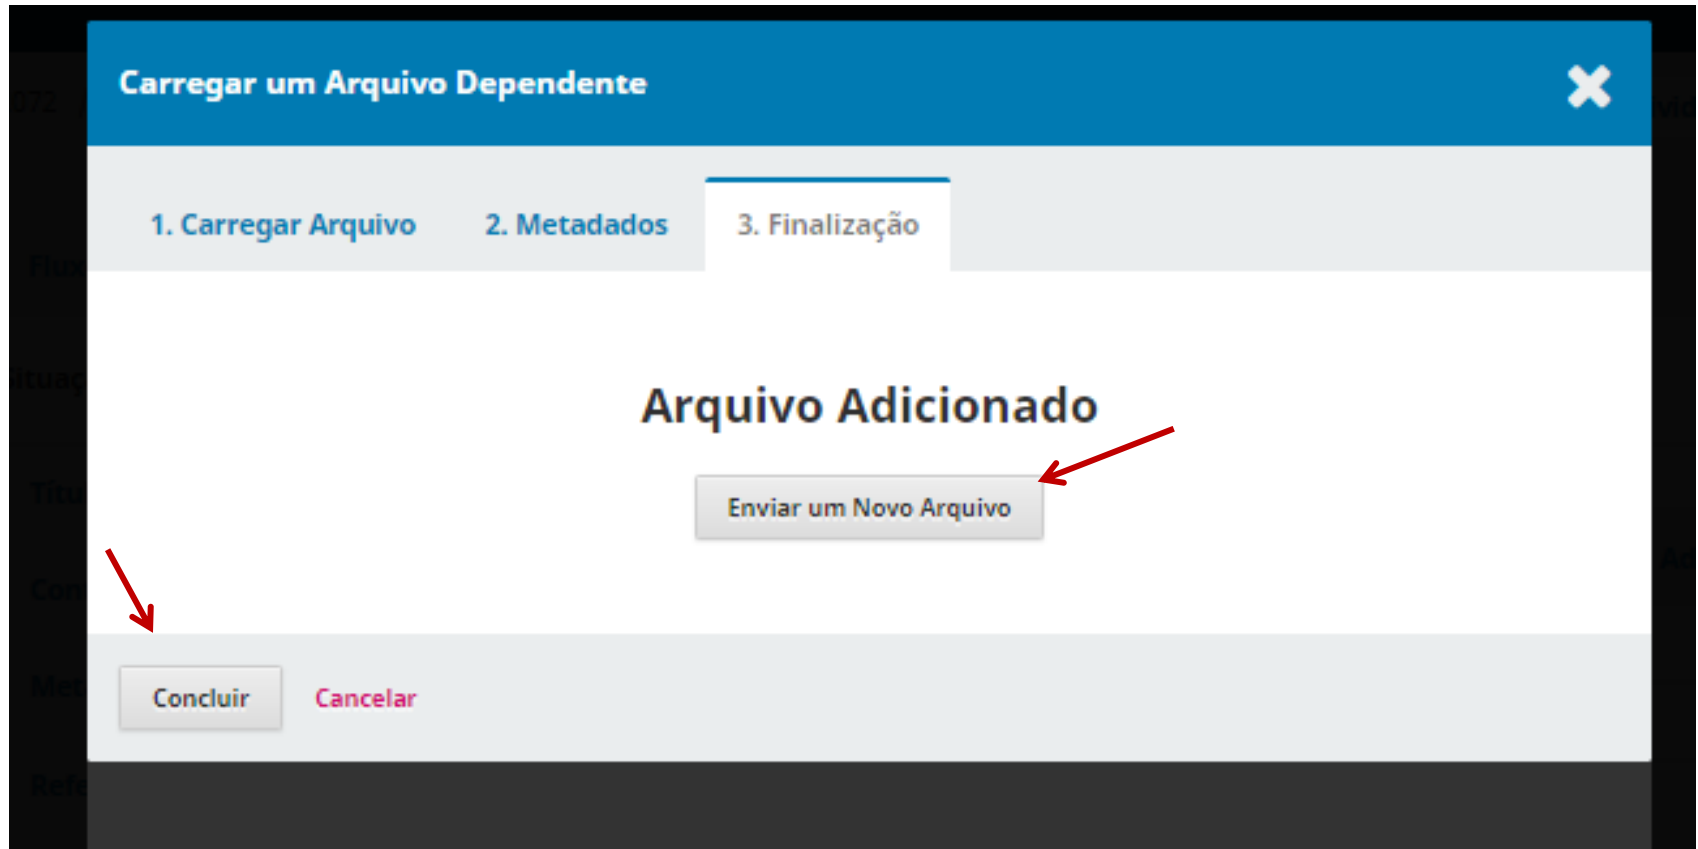 Carregar um Arquivo Dependente
1. Carregar Arquivo 2. Metadados 3. Finalização
Arquivo Adicionado
Enviar um Novo Arquivo
Concluir Cancelar